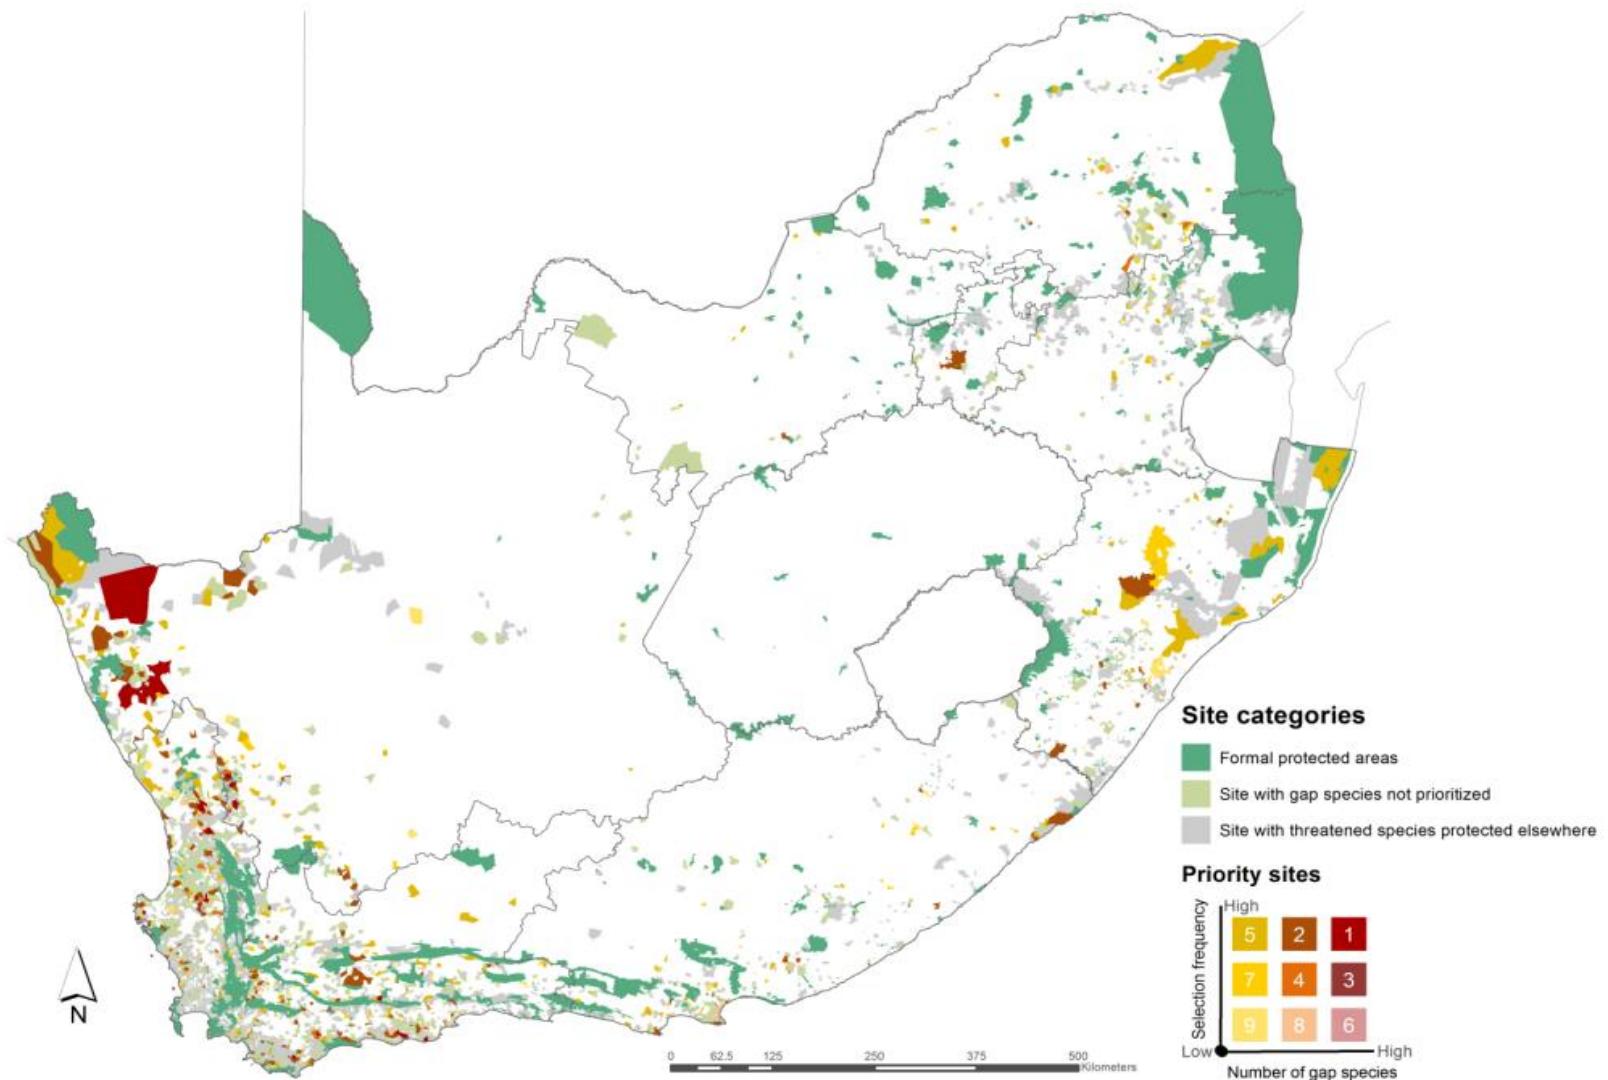 Site categories
Formal protected areas
Site with gap species not prioritized
Site with threatened species protected elsewhere
Priority sites
Selection frequency
High
5 2 1
7 4 3
9 8 6
Low High
Number of gap species
N
0 62.5 125 250 375 500
Kilometers